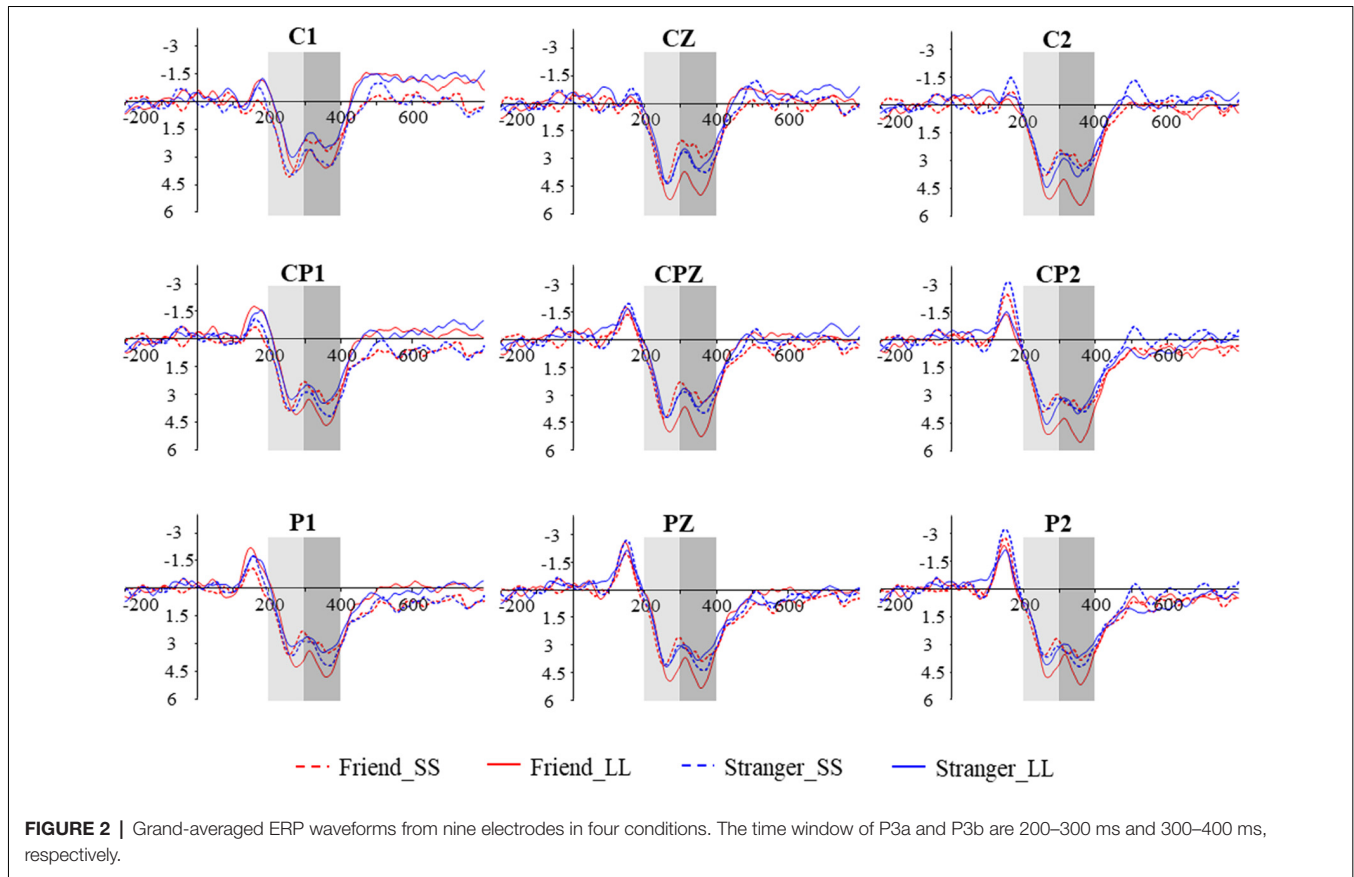 C1 CZ C2
-3 -3 -3
-1.5 -1.5 -1.5
-200 200 400 600 -200 200 400 600 -200 200 400 600
1.5 1.5 1.5
3 3 3
4.5 4.5 4.5
6 6 6
CP1 CPZ CP2
-3 -3 -3
-1.5 -1.5 -1.5
-200 200 400 600 -200 200 400 600 -200 200 400 600
1.5 1.5 1.5
3 3 3
4.5 4.5 4.5
6 6 6
P1 PZ P2
-3 -3 -3
-1.5 -1.5 -1.5
-200 200 400 600 -200 200 400 600 -200 200 400 600
1.5 1.5 1.5
3 3 3
4.5 4.5 4.5
6 6 6
Friend_SS Friend_LL Stranger_SS Stranger_LL
FIGURE 2 | Grand-averaged ERP waveforms from nine electrodes in four conditions. The time window of P3a and P3b are 200–300 ms and 300–400 ms,
respectively.